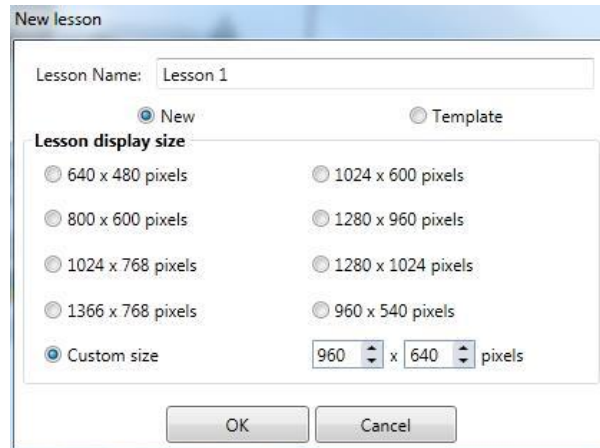 New lesson
Lesson Name: Lesson 1
New Template
Lesson display size
640 x 480 pixels 1024 x 600 pixels
800 x 600 pixels 1280 x 960 pixels
1024 x 768 pixels 1280 x 1024 pixels
1366 x 768 pixels 960 x 540 pixels
Custom size 960 x 640 pixels
OK Cancel